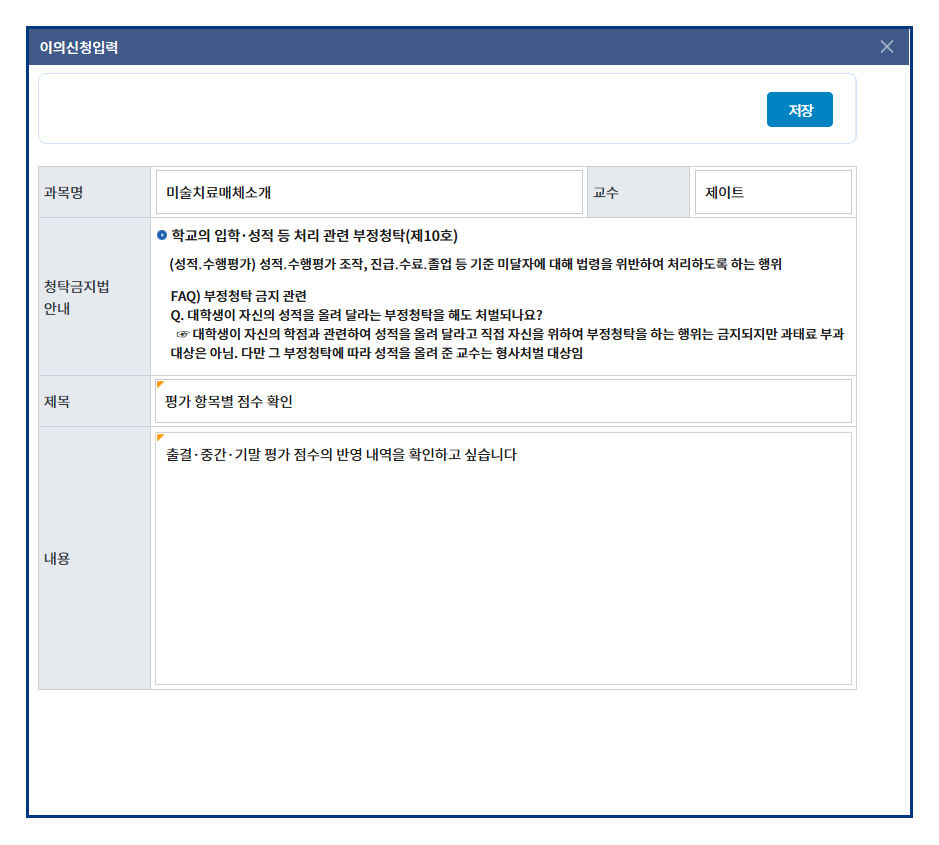 이의신청입력
저장
과목명 미술치료매체소개 교수 제이트
청탁금지법
안내
학교의 입학·성적 등 처리 관련 부정청탁(제10호)
(성적.수행평가) 성적.수행평가 조작, 진급.수료.졸업 등 기준 미달자에 대해 법령을 위반하여 처리하도록 하는 행위
FAQ) 부정청탁 금지 관련
Q. 대학생이 자신의 성적을 올려 달라는 부정청탁을 해도 처벌되나요?
☞ 대학생이 자신의 학점과 관련하여 성적을 올려 달라고 직접 자신을 위하여 부정청탁을 하는 행위는 금지되지만 과태료 부과
대상은 아님. 다만 그 부정청탁에 따라 성적을 올려 준 교수는 형사처벌 대상임
제목 평가 항목별 점수 확인
내용
출결·중간·기말 평가 점수의 반영 내역을 확인하고 싶습니다